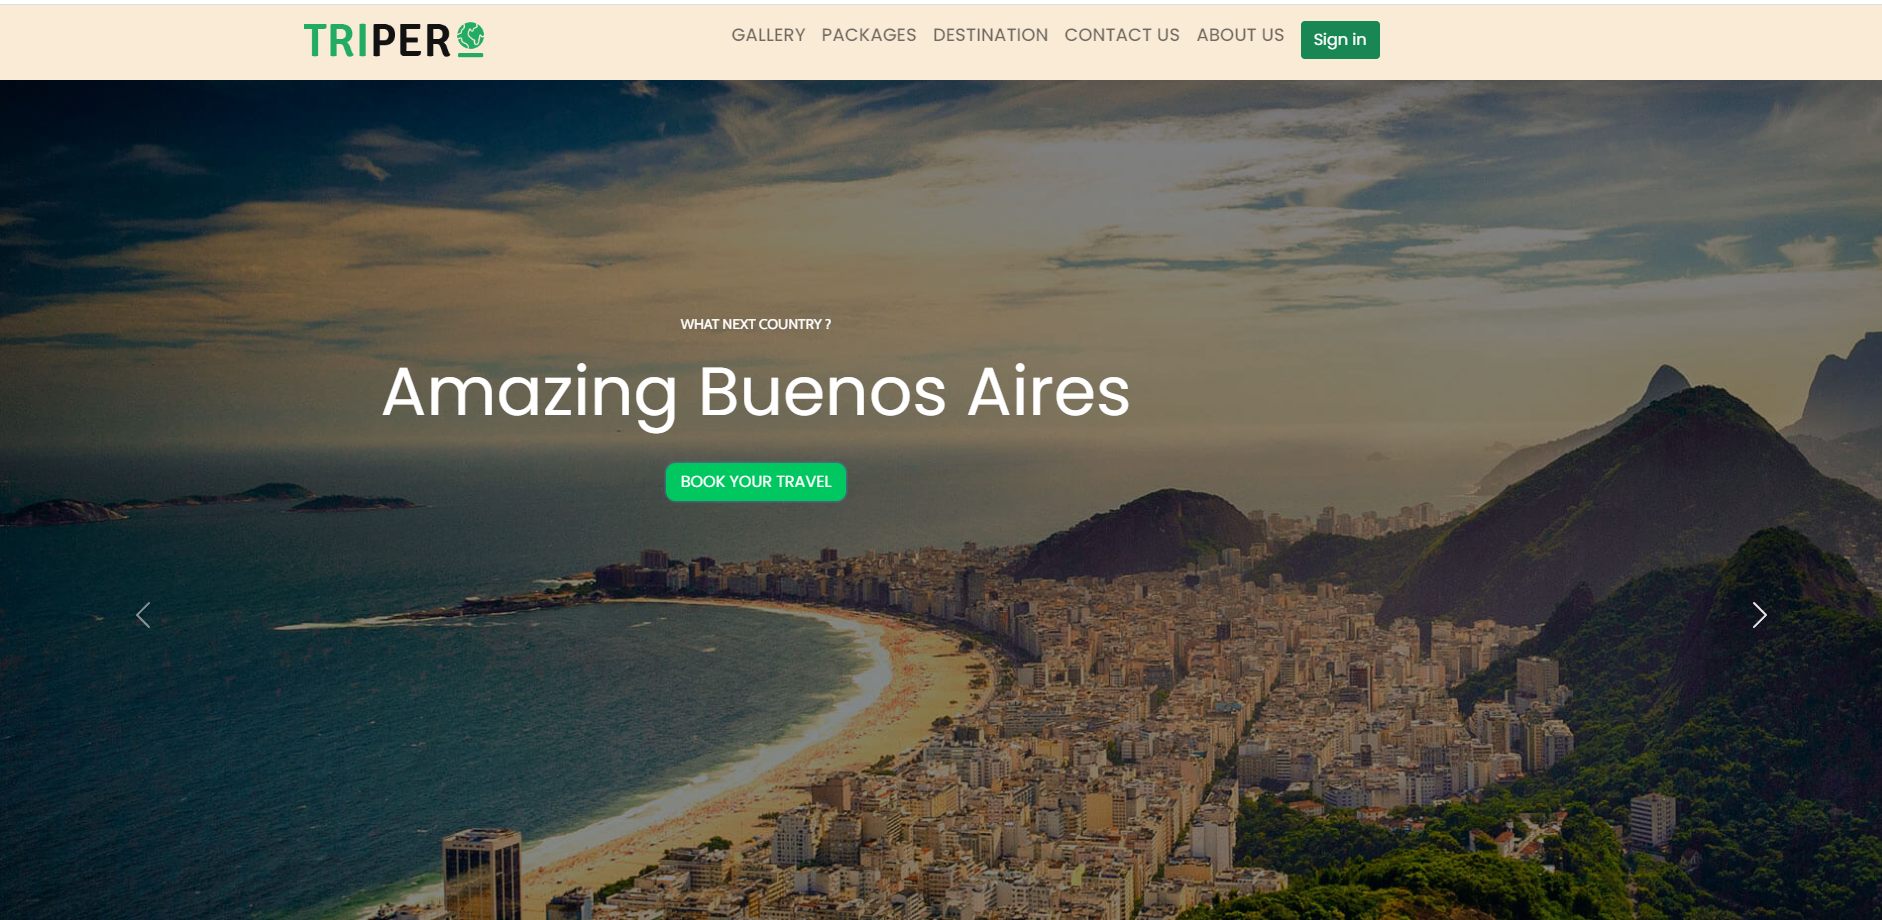 TRIPER
GALLERY PACKAGES DESTINATION CONTACT US ABOUT US Sign in
WHAT NEXT COUNTRY ?
Amazing Buenos Aires
BOOK YOUR TRAVEL